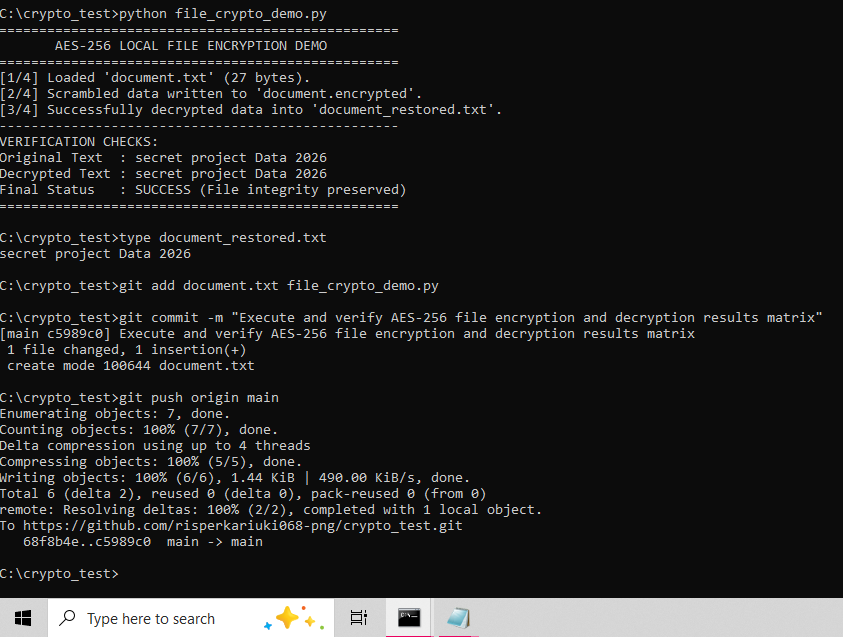 C:\crypto_test>python file_crypto_demo.py
==================================================
       AES-256 LOCAL FILE ENCRYPTION DEMO
==================================================
[1/4] Loaded 'document.txt' (27 bytes).
[2/4] Scrambled data written to 'document.encrypted'.
[3/4] Successfully decrypted data into 'document_restored.txt'.
--------------------------------------------------
VERIFICATION CHECKS:
Original Text  : secret project Data 2026
Decrypted Text : secret project Data 2026
Final Status   : SUCCESS (File integrity preserved)
==================================================
C:\crypto_test>type document_restored.txt
secret project Data 2026
C:\crypto_test>git add document.txt file_crypto_demo.py
C:\crypto_test>git commit -m "Execute and verify AES-256 file encryption and decryption results matrix"
[main c5989c0] Execute and verify AES-256 file encryption and decryption results matrix
 1 file changed, 1 insertion(+)
 create mode 100644 document.txt
C:\crypto_test>git push origin main
Enumerating objects: 7, done.
Counting objects: 100% (7/7), done.
Delta compression using up to 4 threads
Compressing objects: 100% (5/5), done.
Writing objects: 100% (6/6), 1.44 KiB | 490.00 KiB/s, done.
Total 6 (delta 2), reused 0 (delta 0), pack-reused 0 (from 0)
remote: Resolving deltas: 100% (2/2), completed with 1 local object.
To https://github.com/risperkariuki068-png/crypto_test.git
   68f8b4e..c5989c0  main -> main
C:\crypto_test>
Type here to search